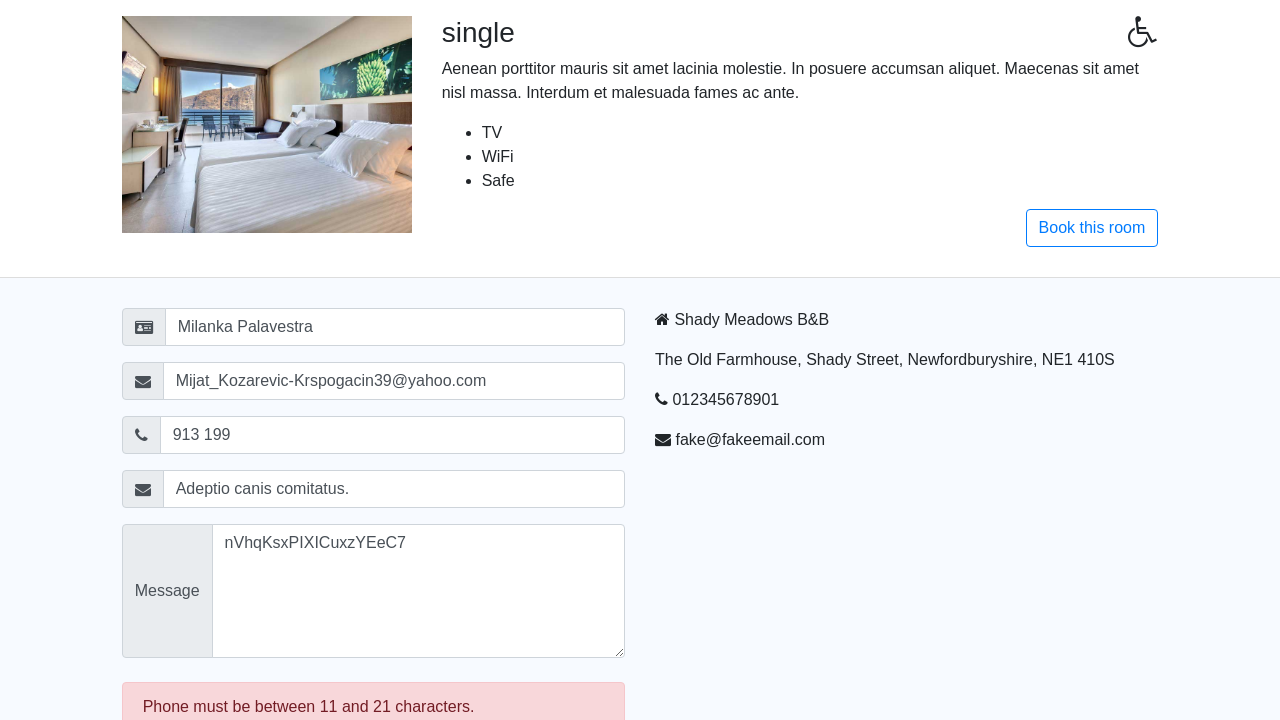 single
Aenean porttitor mauris sit amet lacinia molestie. In posuere accumsan aliquet. Maecenas sit amet
nisl massa. Interdum et malesuada fames ac ante.
TV
WiFi
Safe
Book this room
Milanka Palavestra
Mijat_Kozarevic-Krspogacin39@yahoo.com
913 199
Adeptio canis comitatus.
Message
nVhqKsxPIXICuxzYEeC7
Phone must be between 11 and 21 characters.
Shady Meadows B&B
The Old Farmhouse, Shady Street, Newfordburyshire, NE1 410S
012345678901
fake@fakeemail.com